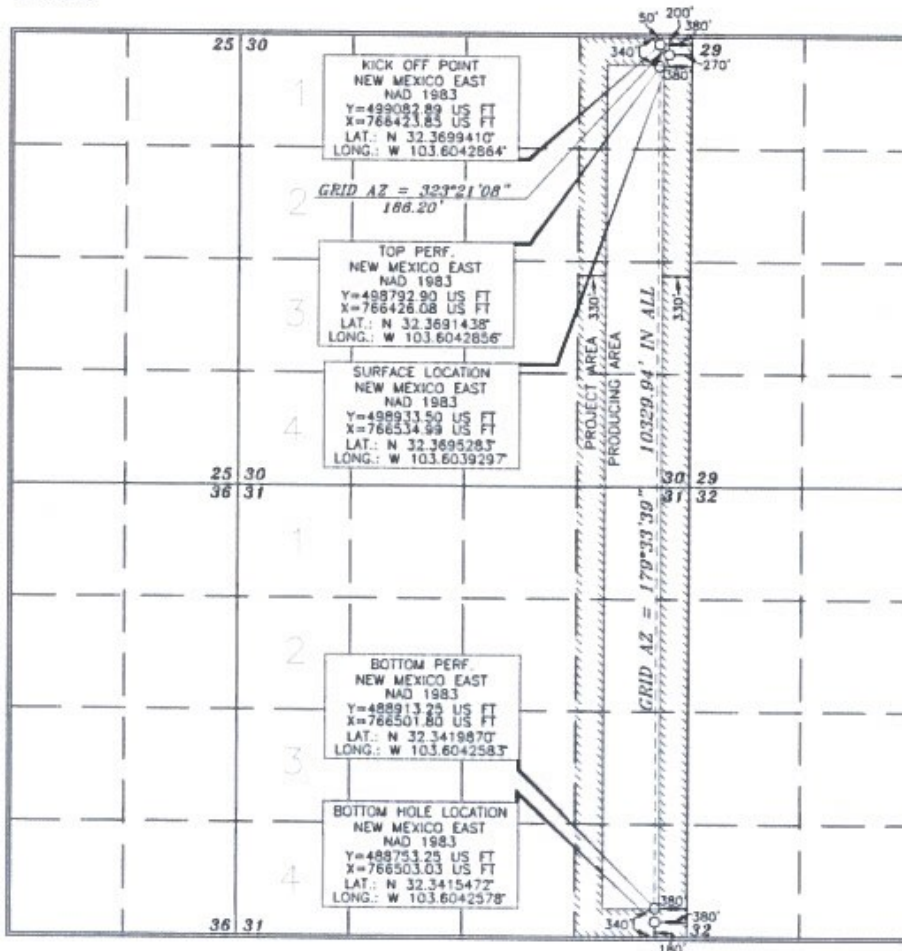 50'
200'
380'
25 30
29
340'
270'
380'
KICK OFF POINT
NEW MEXICO EAST
NAD 1983
Y=499082.89 US FT
X=766423.85 US FT
LAT.: N 32.3699410°
LONG.: W 103.6042864°
1
GRID AZ = 323°21'08"
186.20'
2
TOP PERF.
NEW MEXICO EAST
NAD 1983
Y=498792.90 US FT
X=766426.08 US FT
LAT.: N 32.3691438°
LONG.: W 103.6042856°
3
330'
330'
SURFACE LOCATION
NEW MEXICO EAST
NAD 1983
Y=498933.50 US FT
X=766534.99 US FT
LAT.: N 32.3695283°
LONG.: W 103.6039297°
4
PROJECT AREA
PRODUCING AREA
GRID AZ = 179°33'39" 10329.94' IN ALL
25 30
36 31
30 29
31 32
1
2
BOTTOM PERF.
NEW MEXICO EAST
NAD 1983
Y=488913.25 US FT
X=766501.80 US FT
LAT.: N 32.3419870°
LONG.: W 103.6042583°
3
BOTTOM HOLE LOCATION
NEW MEXICO EAST
NAD 1983
Y=488753.25 US FT
X=766503.03 US FT
LAT.: N 32.3415472°
LONG.: W 103.6042578°
4
380'
340'
380'
36 31
32
180'